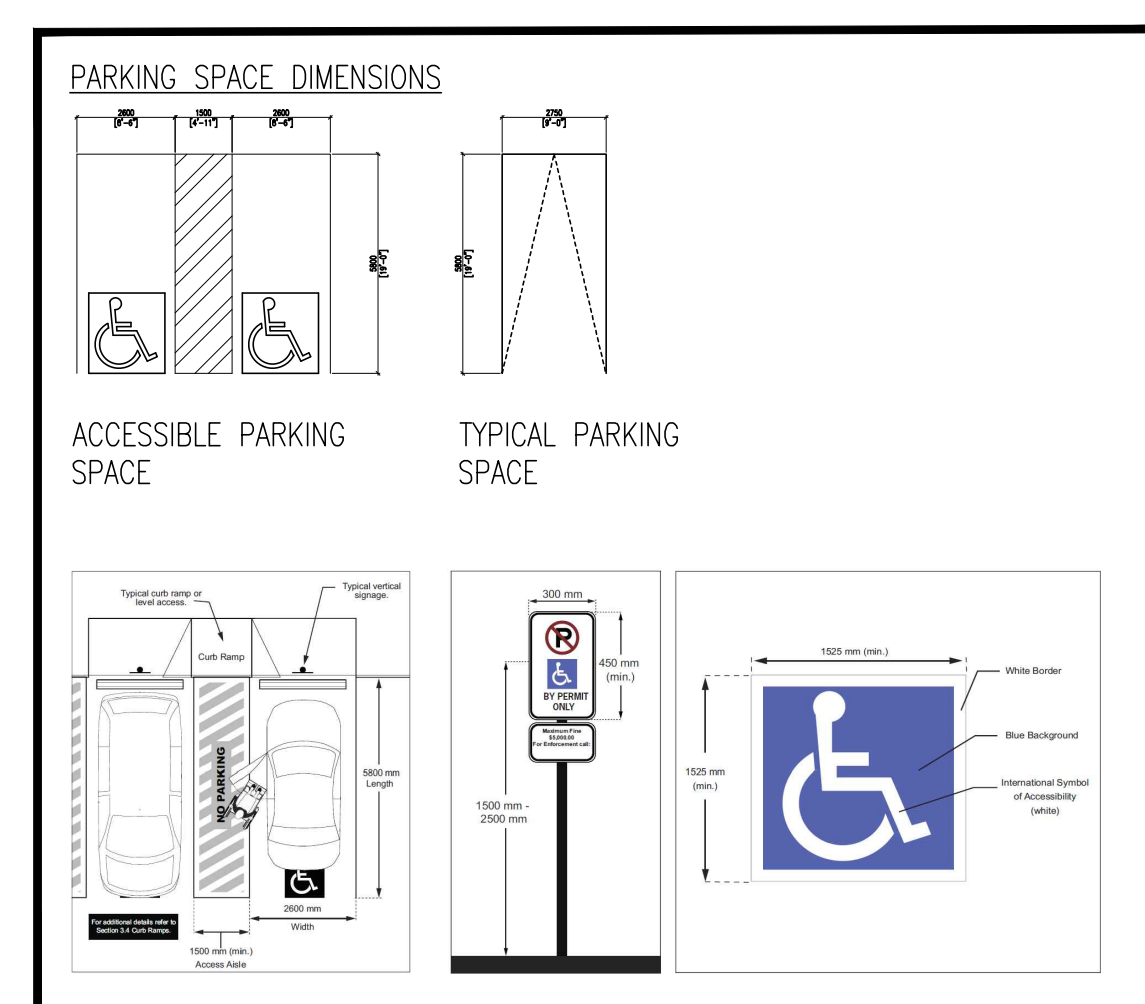 PARKING SPACE DIMENSIONS
2600
[8'-6"]
1500
[4'-11"]
2600
[8'-6"]
5800
[19'-0"]
2750
[9'-0"]
5800
[19'-0"]
ACCESSIBLE PARKING
SPACE
TYPICAL PARKING
SPACE
Typical curb ramp or
level access.
Typical vertical
signage.
Curb Ramp
NO PARKING
5800 mm
Length
2600 mm
Width
For additional details refer to
Section 3.4 Curb Ramps.
1500 mm (min.)
Access Aisle
300 mm
P
450 mm
(min.)
BY PERMIT
ONLY
Maximum Fine
$5,000.00
For Enforcement call:
1500 mm -
2500 mm
1525 mm (min.)
White Border
Blue Background
1525 mm
(min.)
International Symbol
of Accessibility
(white)